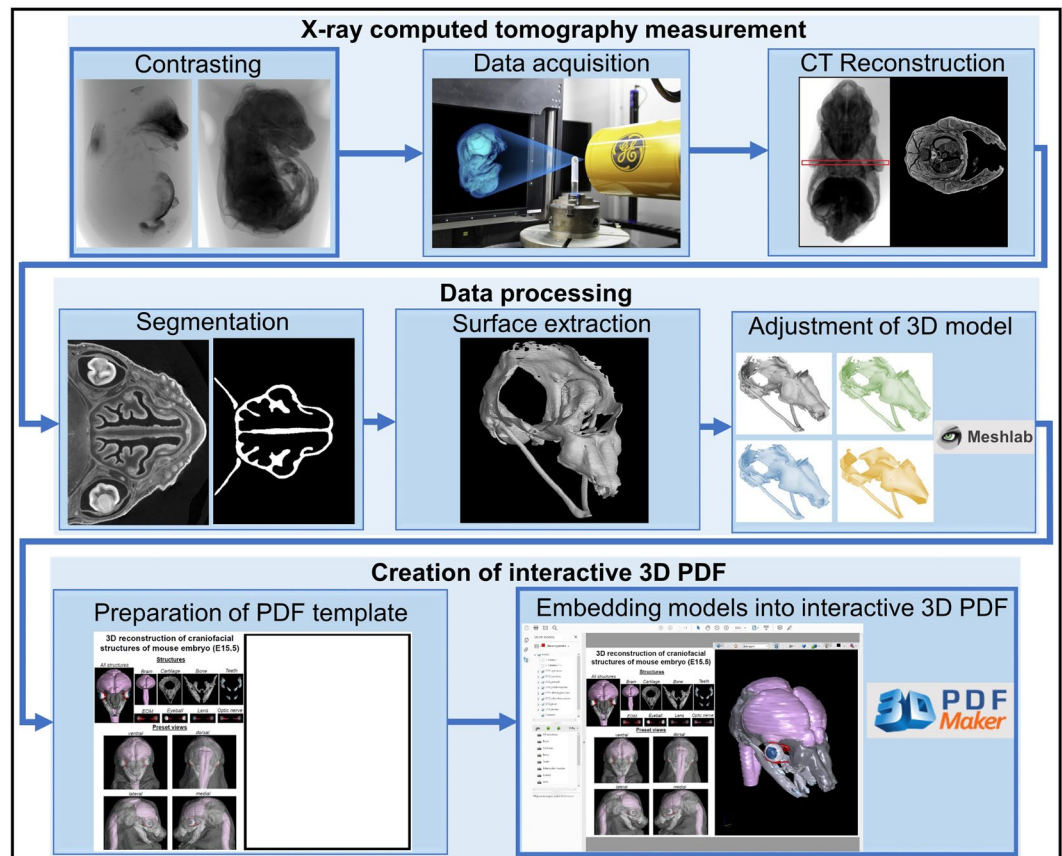 X-ray computed tomography measurement
Contrasting
Data acquisition
CT Reconstruction
Data processing
Segmentation
Surface extraction
Adjustment of 3D model
Meshlab
Creation of interactive 3D PDF
Preparation of PDF template
3D reconstruction of craniofacial
structures of mouse embryo (E15.5)
Structures
All structures
Brain Cartilage Bone Teeth
EOM Eyeball Lens Optic nerve
Preset views
ventral dorsal
lateral medial
Embedding models into interactive 3D PDF
3D reconstruction of craniofacial
structures of mouse embryo (E15.5)
Structures
All structures
Brain Cartilage Bone Teeth
EOM Eyeball Lens Optic nerve
Preset views
ventral dorsal
lateral medial
3D PDF
Maker